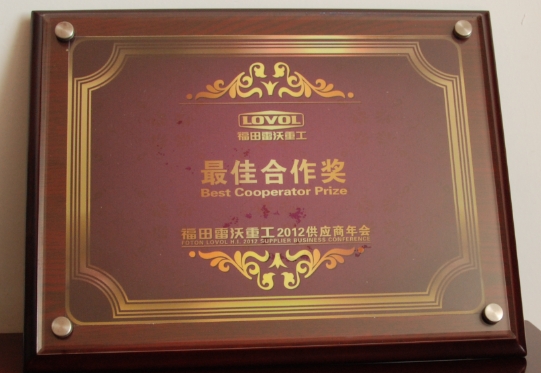 LOVOL
福田雷沃重工
最佳合作奖
Best Cooperator Prize
福田雷沃重工2012供应商年会
FOTON LOVOL H.I. 2012 SUPPLIER BUSINESS CONFERENCE